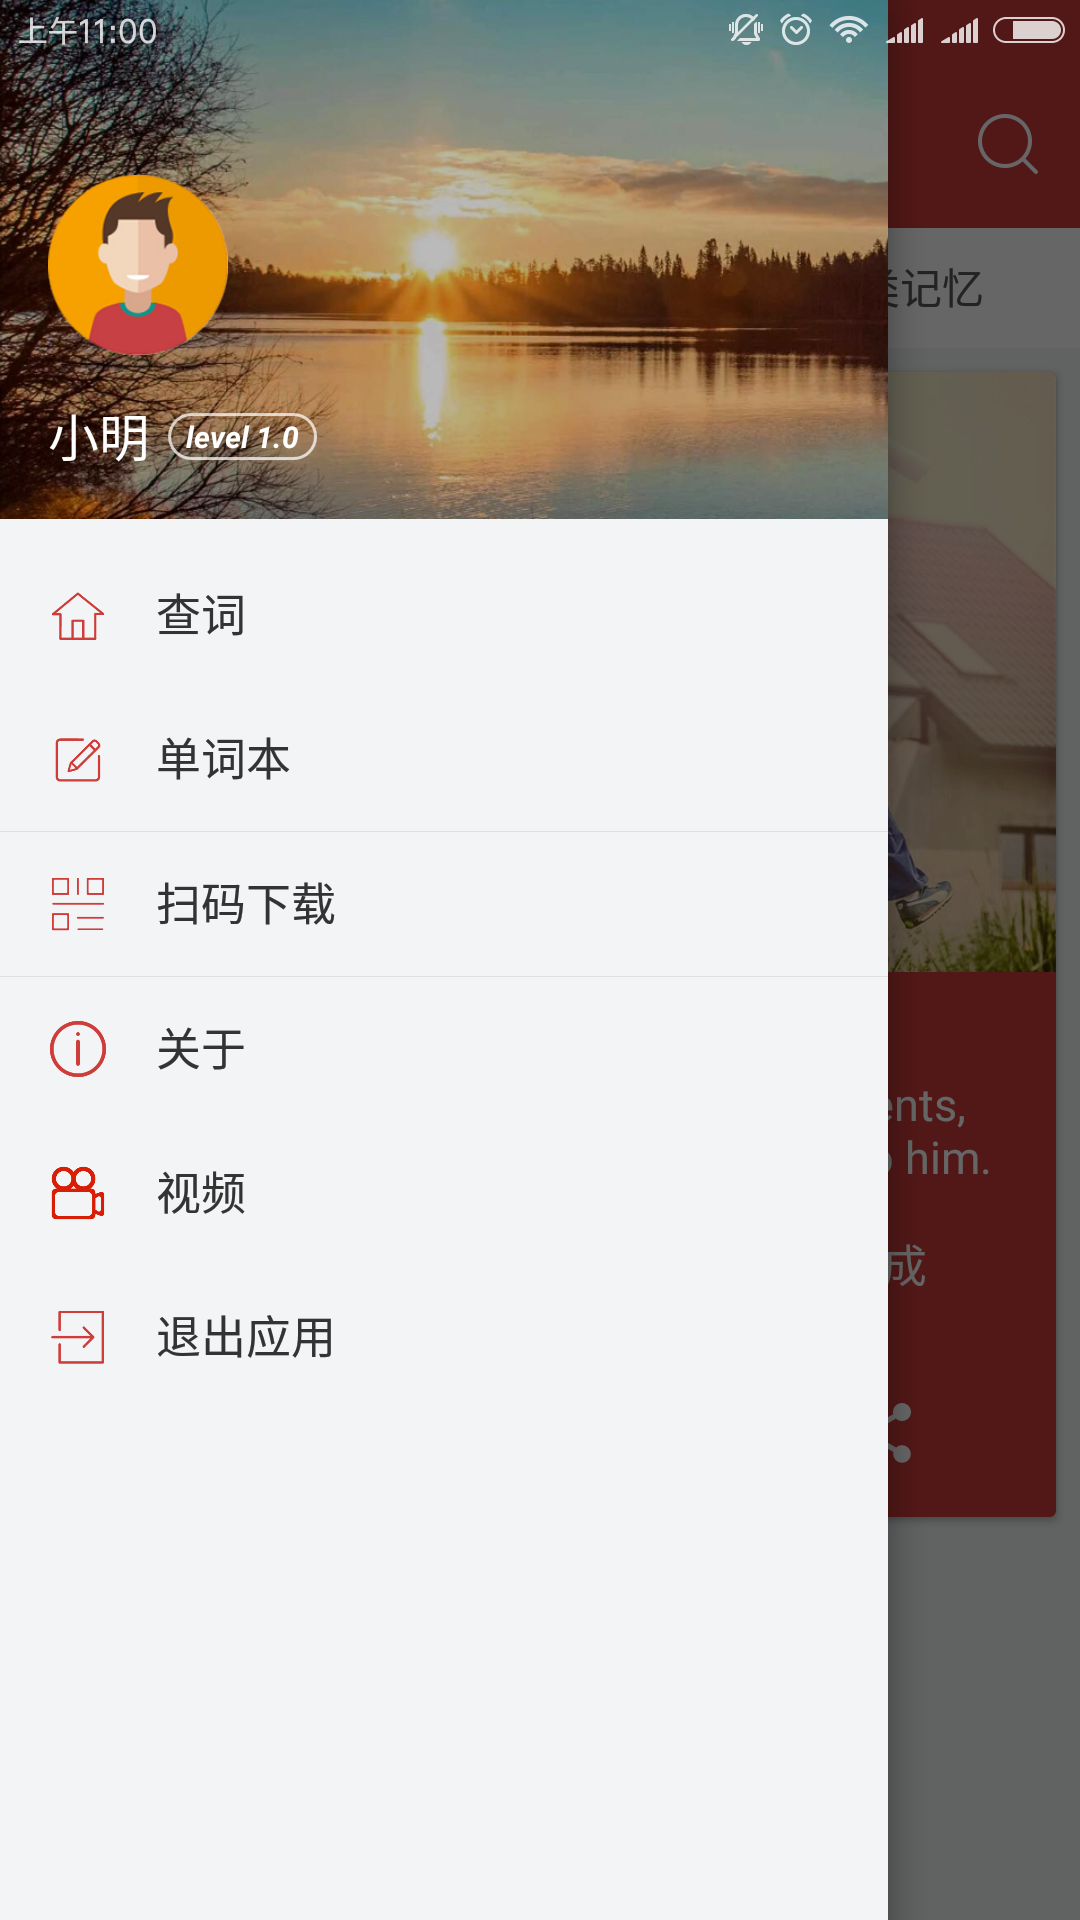 上午11:00
小明 level 1.0
查词
单词本
扫码下载
关于
视频
退出应用
记忆
ents,
him.
成